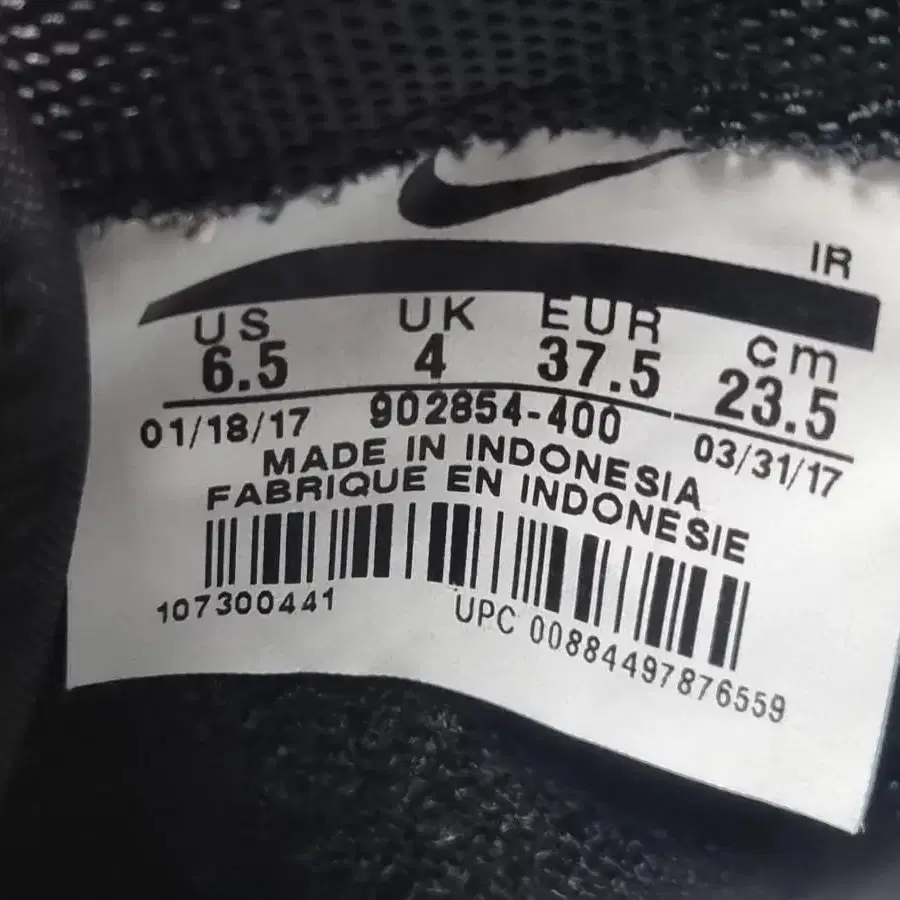 IR
US UK EUR cm
6.5 4 37.5 23.5
01/18/17 902854-400 03/31/17
MADE IN INDONESIA
FABRIQUE EN INDONESIE
107300441 UPC 00884497876559